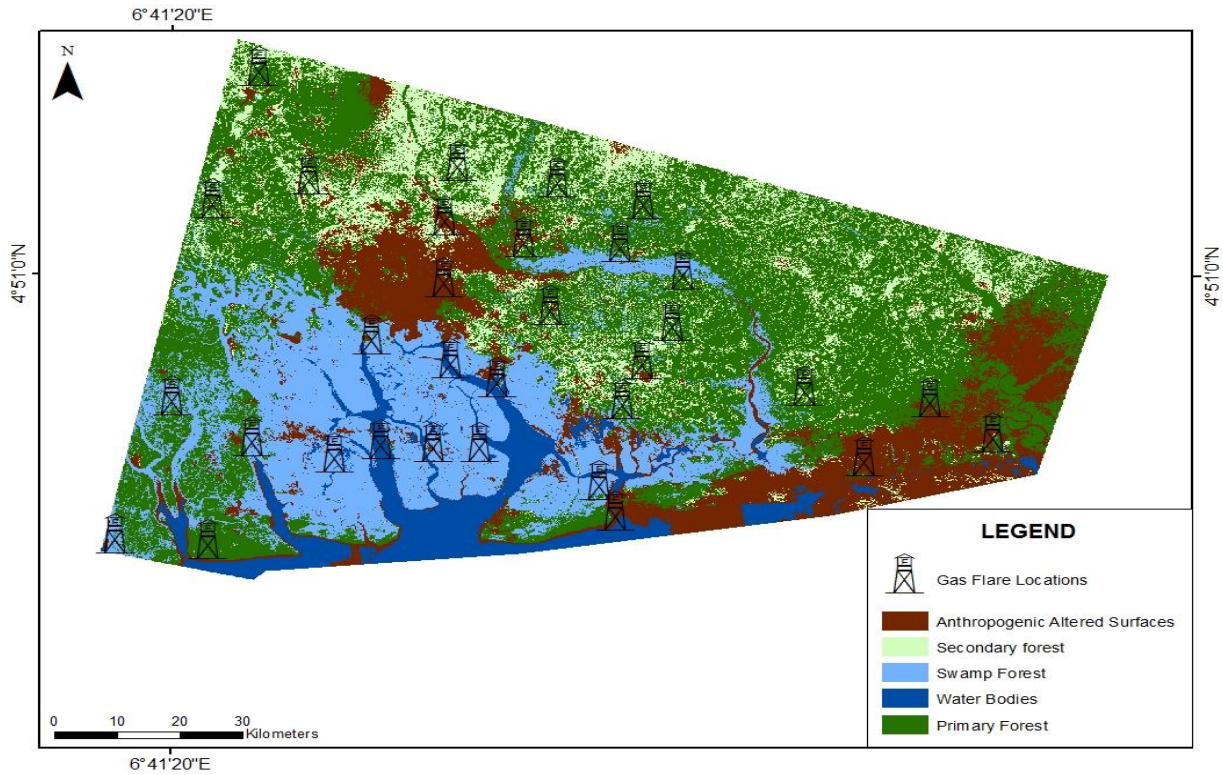 6°41'20"E
N
4°51'0"N
4°51'0"N
LEGEND
Gas Flare Locations
Anthropogenic Altered Surfaces
Secondary forest
Swamp Forest
Water Bodies
Primary Forest
0 10 20 30
Kilometers
6°41'20"E